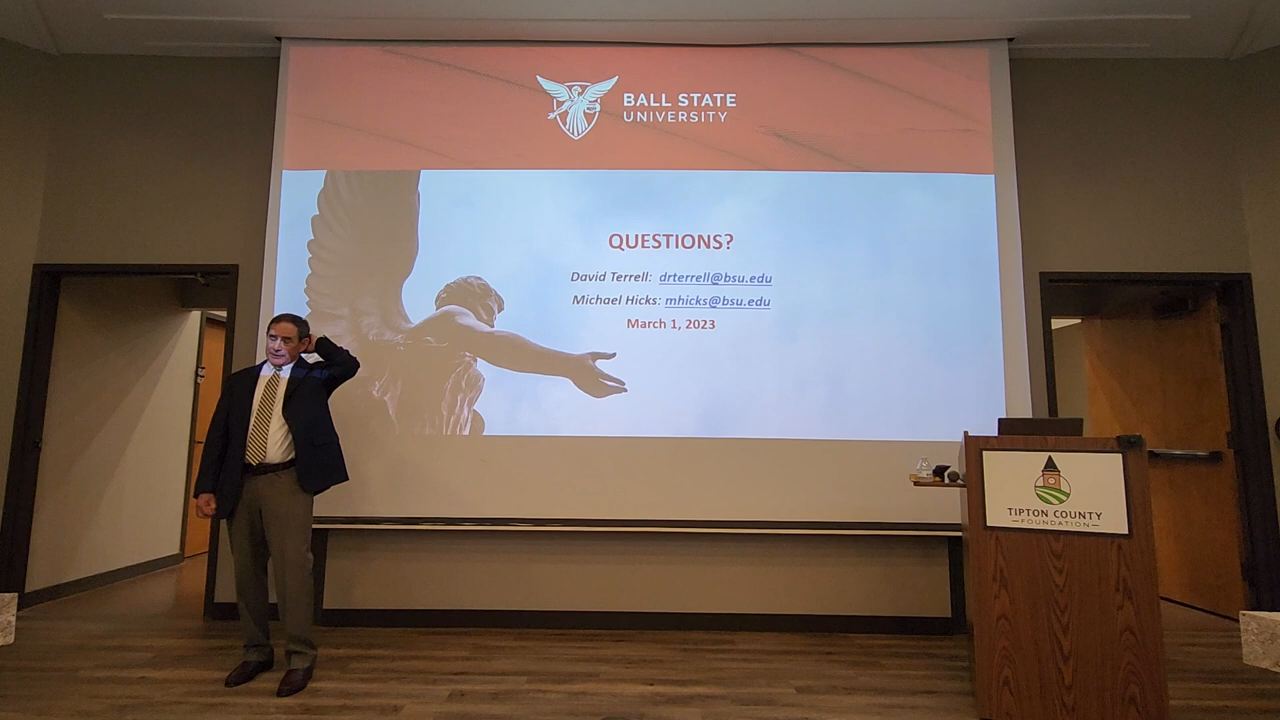 BALL STATE
UNIVERSITY
QUESTIONS?
David Terrell: drterrell@bsu.edu
Michael Hicks: mhicks@bsu.edu
March 1, 2023
TIPTON COUNTY
FOUNDATION